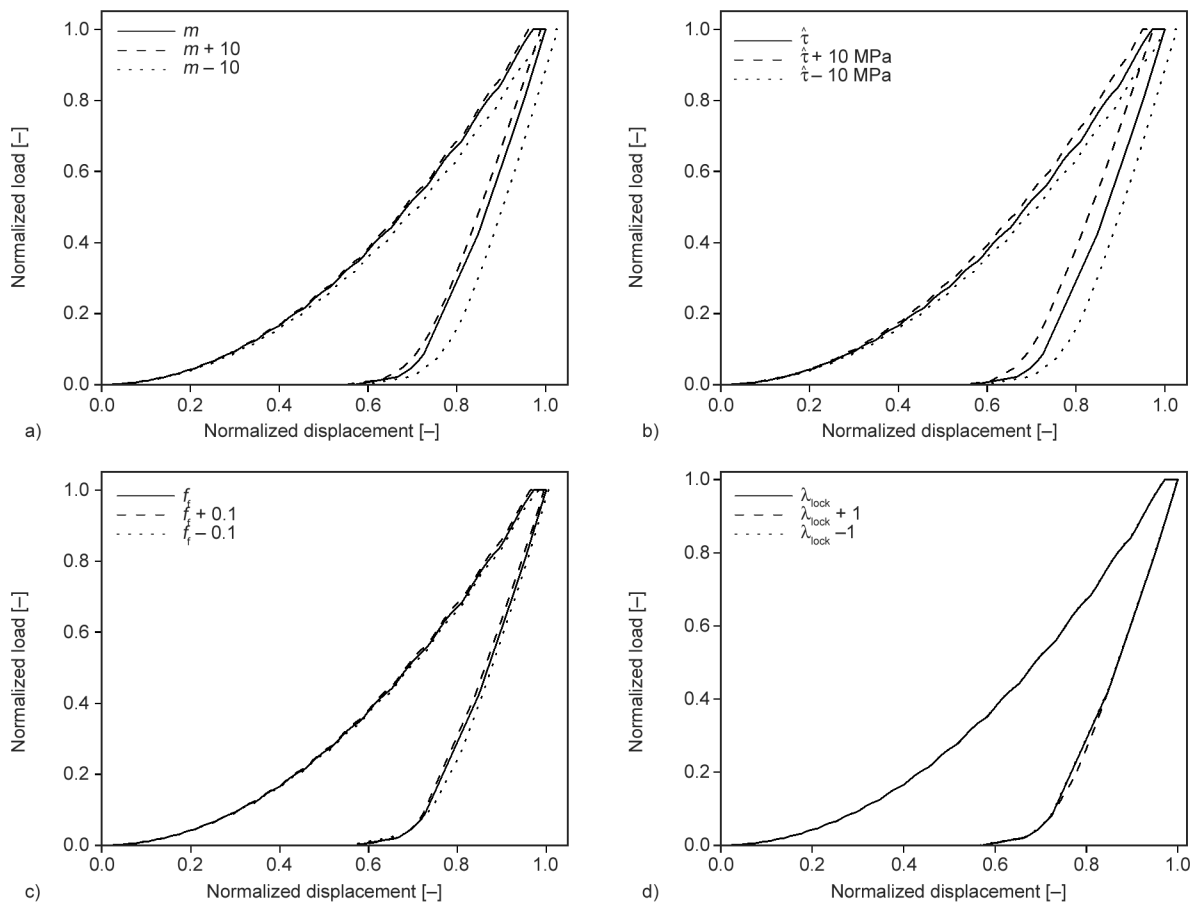 m
m + 10
m – 10
Normalized load [–]
1.0
0.8
0.6
0.4
0.2
0.0
0.0 0.2 0.4 0.6 0.8 1.0
Normalized displacement [–]
a)
τ̂
τ̂ + 10 MPa
τ̂ – 10 MPa
Normalized load [–]
1.0
0.8
0.6
0.4
0.2
0.0
0.0 0.2 0.4 0.6 0.8 1.0
Normalized displacement [–]
b)
f_f
f_f + 0.1
f_f – 0.1
Normalized load [–]
1.0
0.8
0.6
0.4
0.2
0.0
0.0 0.2 0.4 0.6 0.8 1.0
Normalized displacement [–]
c)
λ_lock
λ_lock + 1
λ_lock –1
Normalized load [–]
1.0
0.8
0.6
0.4
0.2
0.0
0.0 0.2 0.4 0.6 0.8 1.0
Normalized displacement [–]
d)